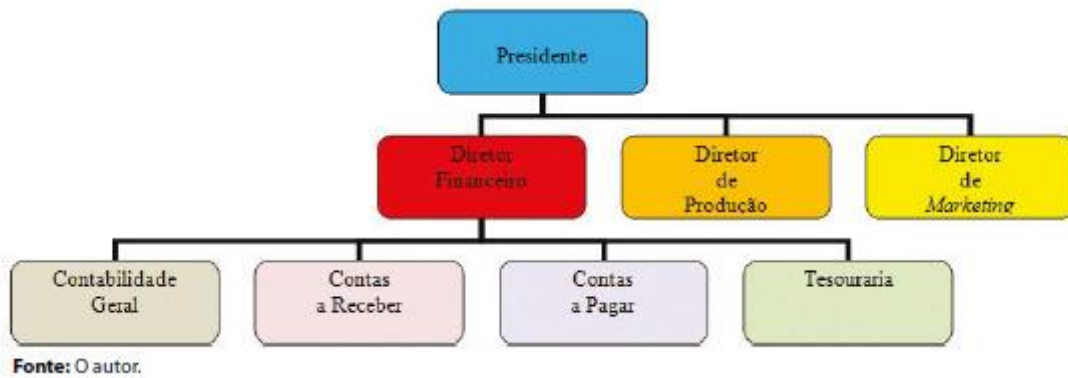 Presidente
Diretor
Financeiro
Diretor
de
Produção
Diretor
de
Marketing
Contabilidade
Geral
Contas
a Receber
Contas
a Pagar
Tesouraria
Fonte: O autor.